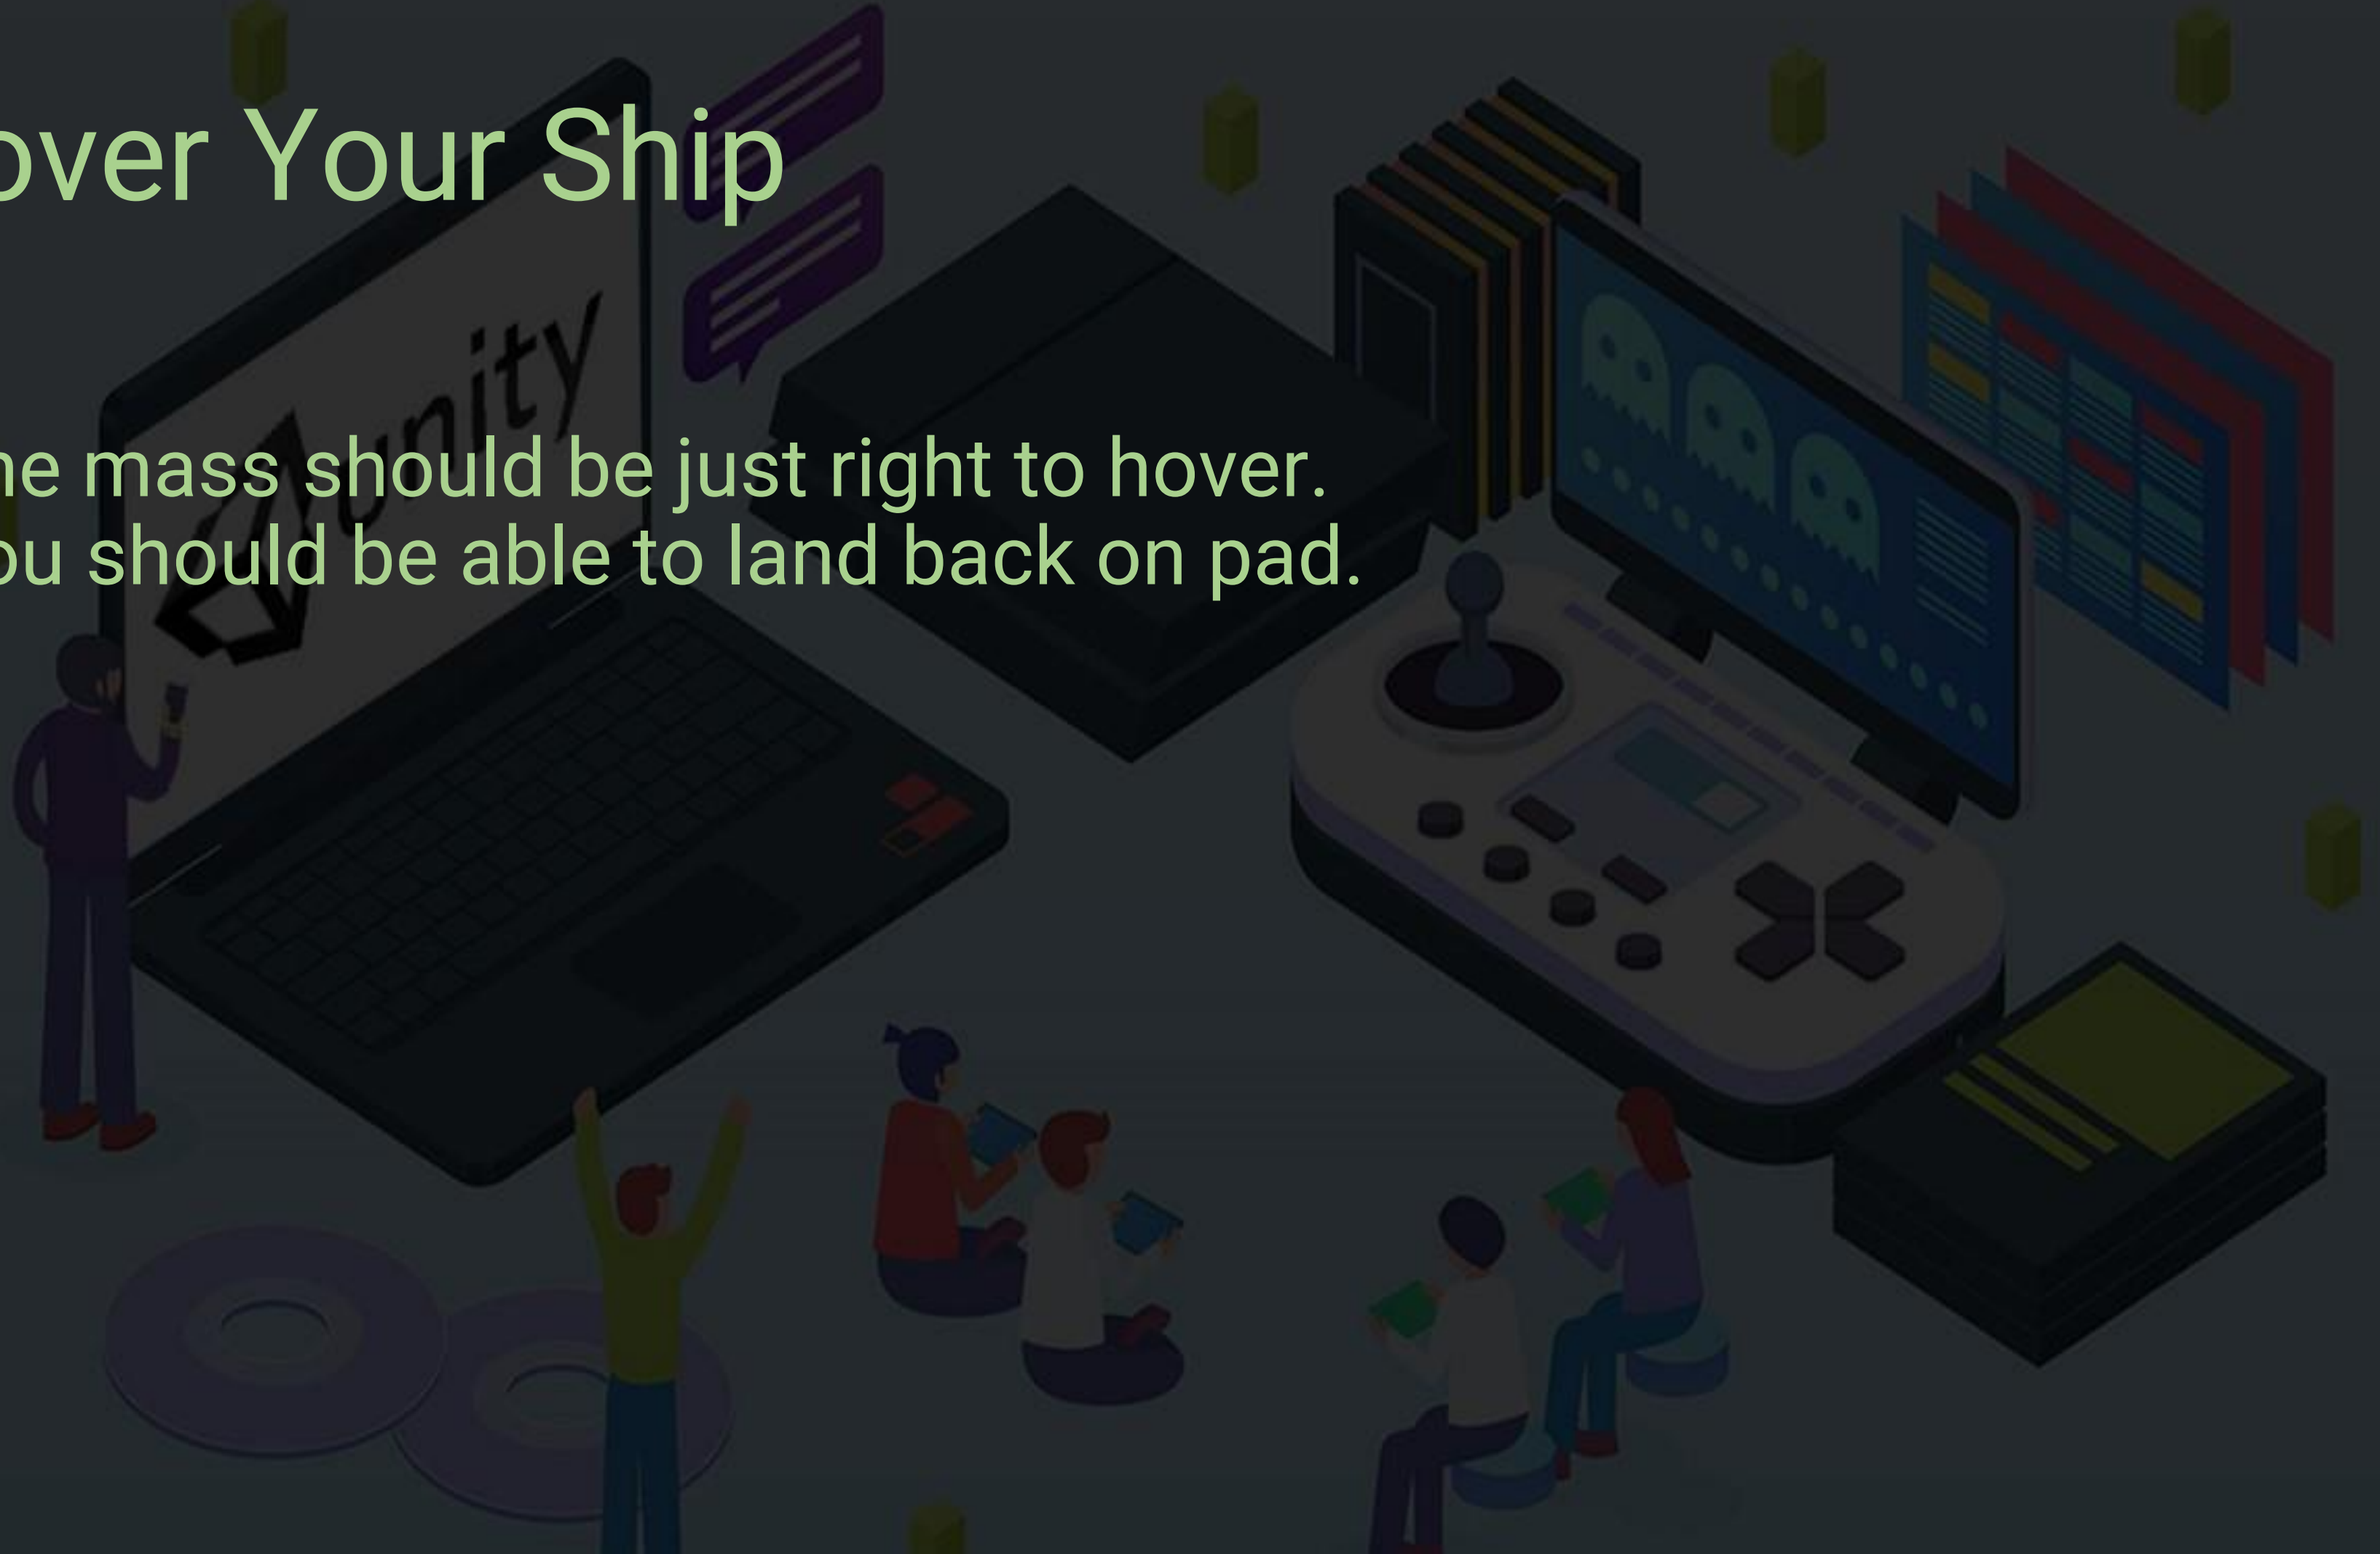 over Your Ship
unity
he mass should be just right to hover.
ou should be able to land back on pad.